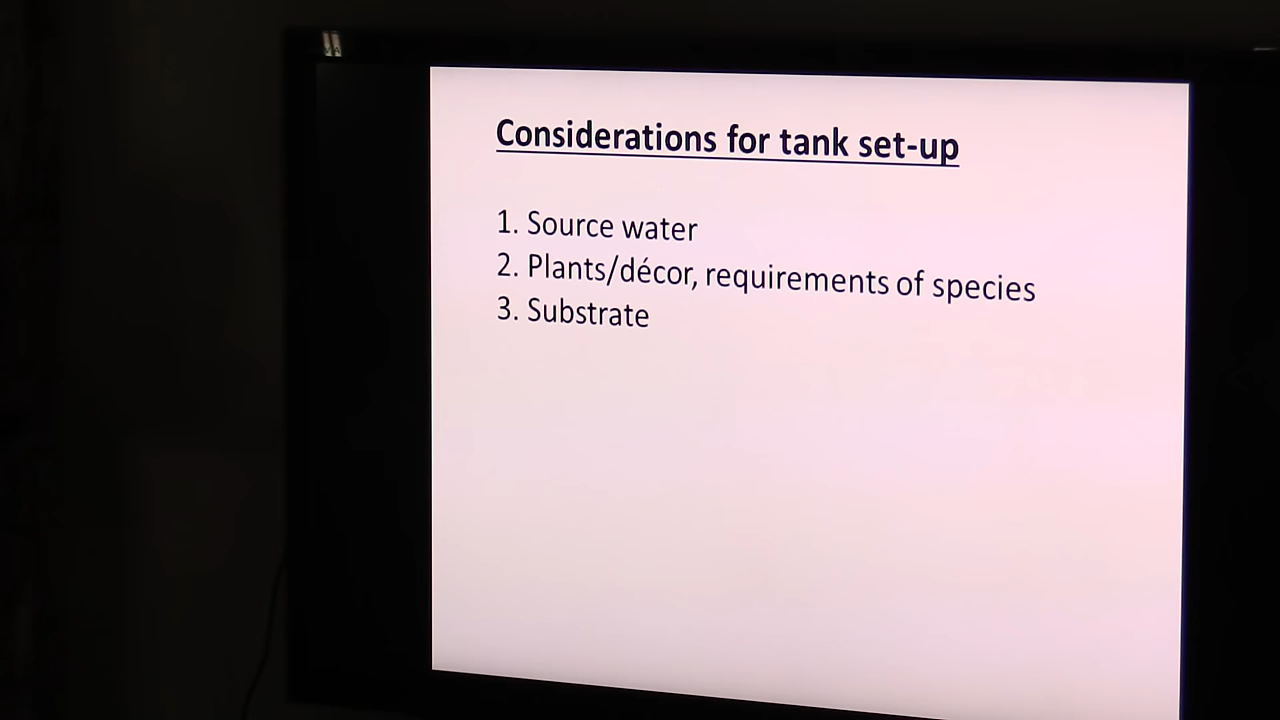 Considerations for tank set-up
1. Source water
2. Plants/décor, requirements of species
3. Substrate